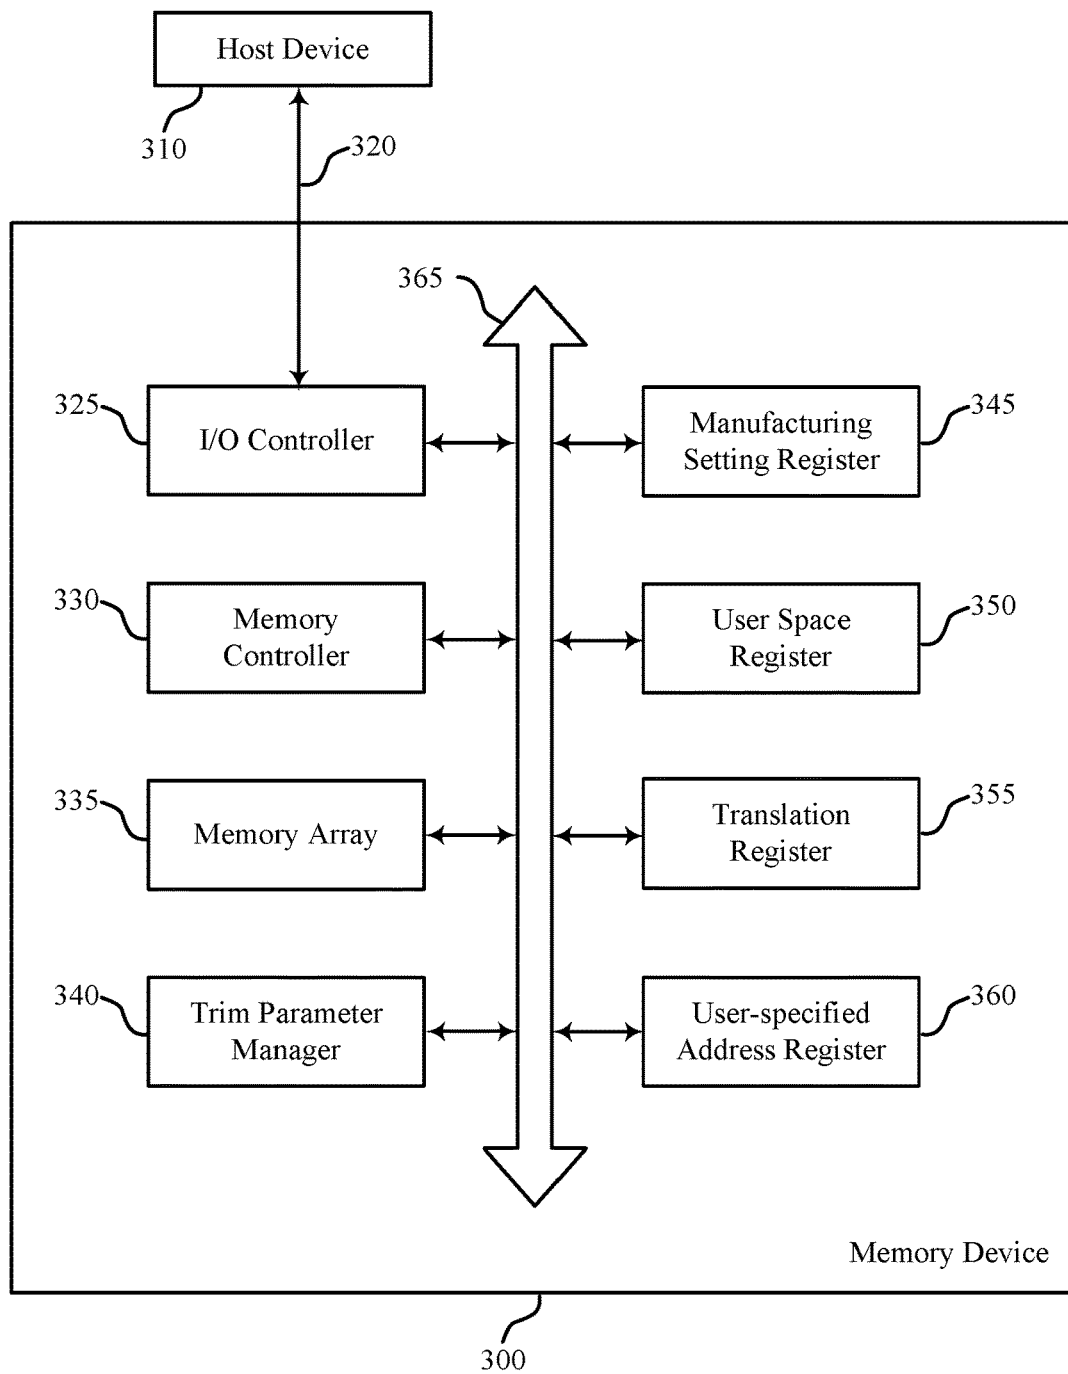 Host Device
310
320
365
325
I/O Controller
Manufacturing
Setting Register
345
330
Memory
Controller
User Space
Register
350
335
Memory Array
Translation
Register
355
340
Trim Parameter
Manager
User-specified
Address Register
360
Memory Device
300